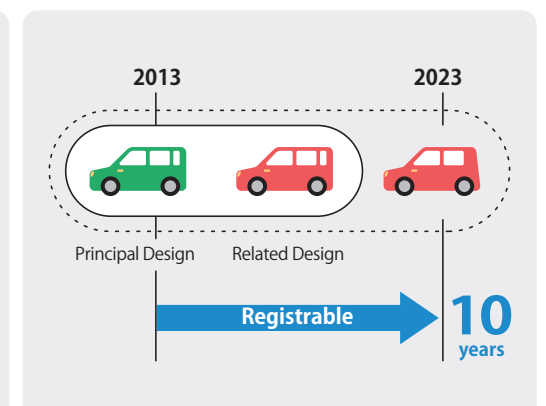 2013
2023
Principal Design
Related Design
Registrable
10
years